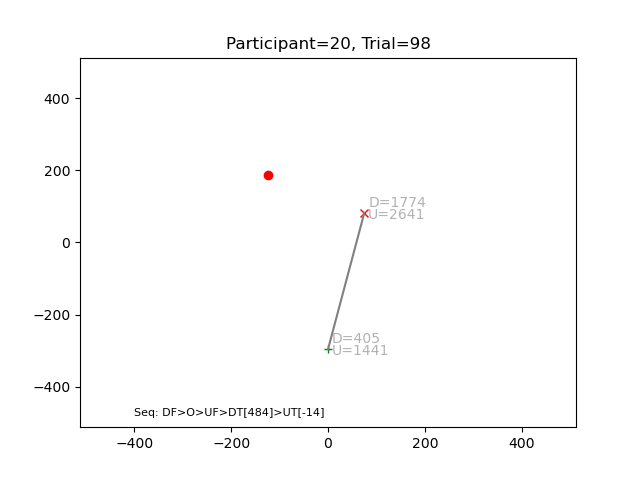 Participant=20, Trial=98
400
200
0
−200
−400
D=1774
U=2641
D=405
U=1441
Seq: DF>O>UF>DT[484]>UT[-14]
−400 −200 0 200 400